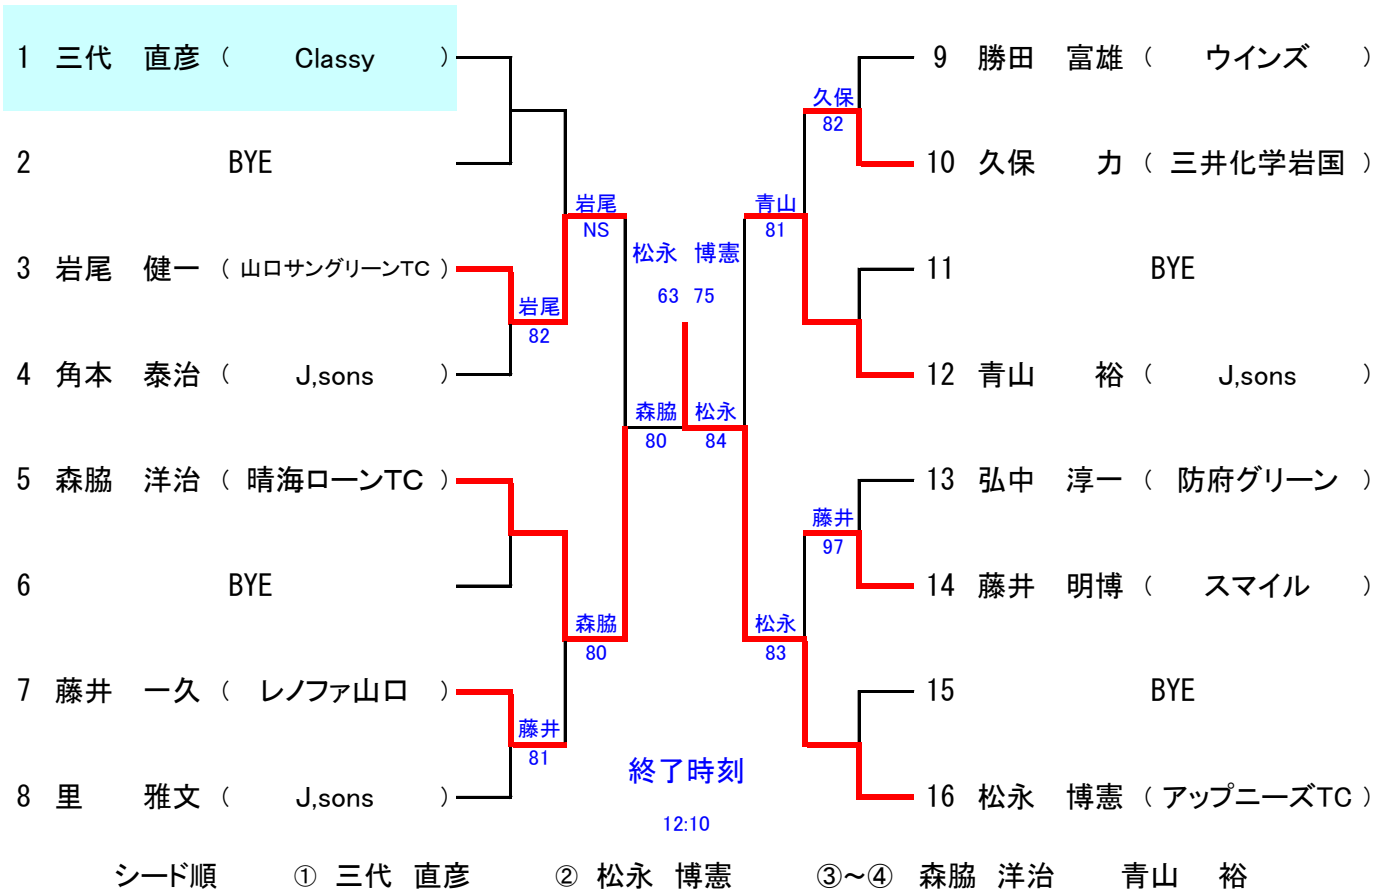 1 三代 直彦 ( Classy )
2 BYE
3 岩尾 健一 ( 山口サングリーンTC )
4 角本 泰治 ( J,sons )
5 森脇 洋治 ( 晴海ローンTC )
6 BYE
7 藤井 一久 ( レノファ山口 )
8 里 雅文 ( J,sons )
岩尾
82
藤井
81
岩尾
NS
森脇
80
森脇
80
松永 博憲
63 75
松永
84
青山
81
松永
83
久保
82
藤井
97
9 勝田 富雄 ( ウインズ )
10 久保 力 ( 三井化学岩国 )
11 BYE
12 青山 裕 ( J,sons )
13 弘中 淳一 ( 防府グリーン )
14 藤井 明博 ( スマイル )
15 BYE
16 松永 博憲 ( アップニーズTC )
終了時刻
12:10
シード順 ① 三代 直彦 ② 松永 博憲 ③～④ 森脇 洋治 青山 裕